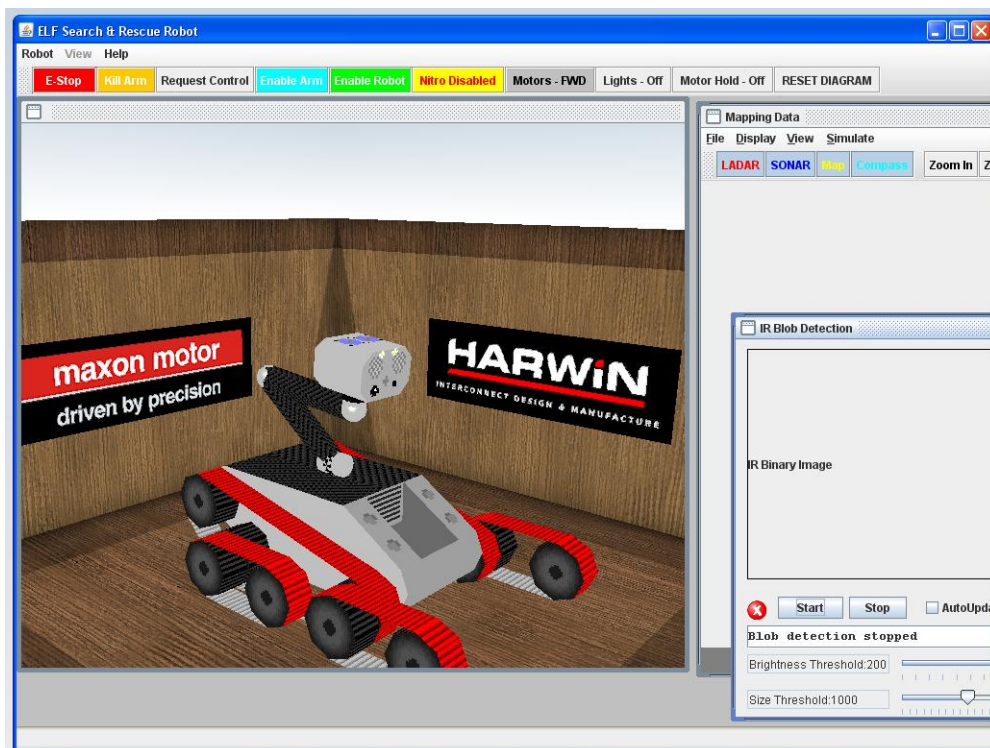 ELF Search & Rescue Robot
Robot View Help
E-Stop Kill Arm Request Control Enable Arm Enable Robot Nitro Disabled Motors - FWD Lights - Off Motor Hold - Off RESET DIAGRAM
Mapping Data
File Display View Simulate
LADAR SONAR Map Compass Zoom In Z
maxon motor
driven by precision
HARWiN
INTERCONNECT DESIGN & MANUFACTURE
IR Blob Detection
IR Binary Image
Start Stop AutoUpda
Blob detection stopped
Brightness Threshold:200
Size Threshold:1000